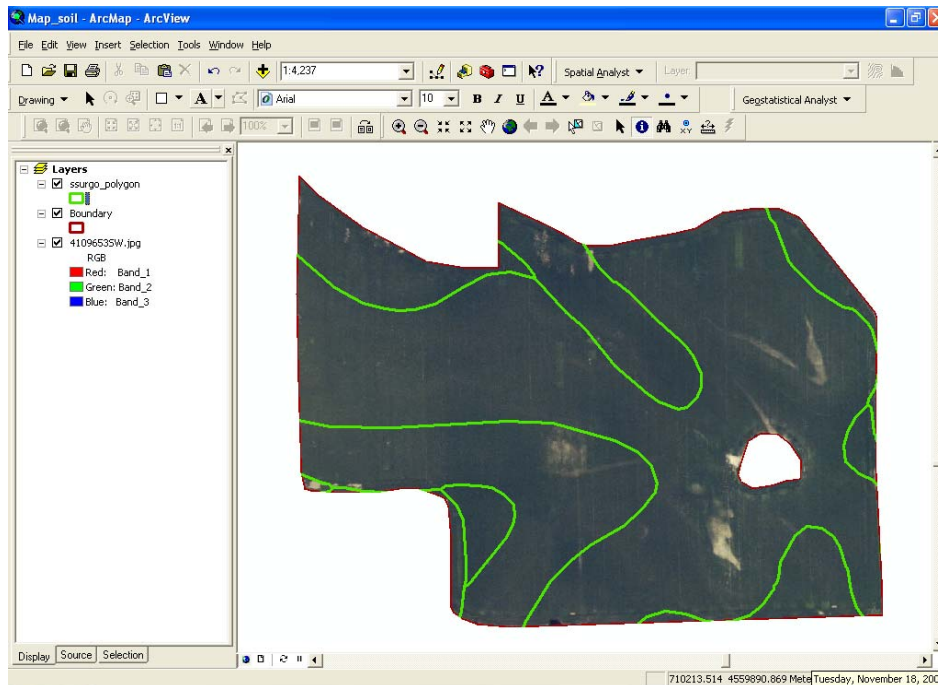 Map_soil - ArcMap - ArcView
File Edit View Insert Selection Tools Window Help
1:4,237 Spatial Analyst Layer:
Drawing A Arial 10 B I U A Geostatistical Analyst
100%
Layers
ssurgo_polygon
Boundary
4109653SW.jpg
RGB
Red: Band_1
Green: Band_2
Blue: Band_3
Display Source Selection
710213.514 4559890.869 Mete Tuesday, November 18, 200